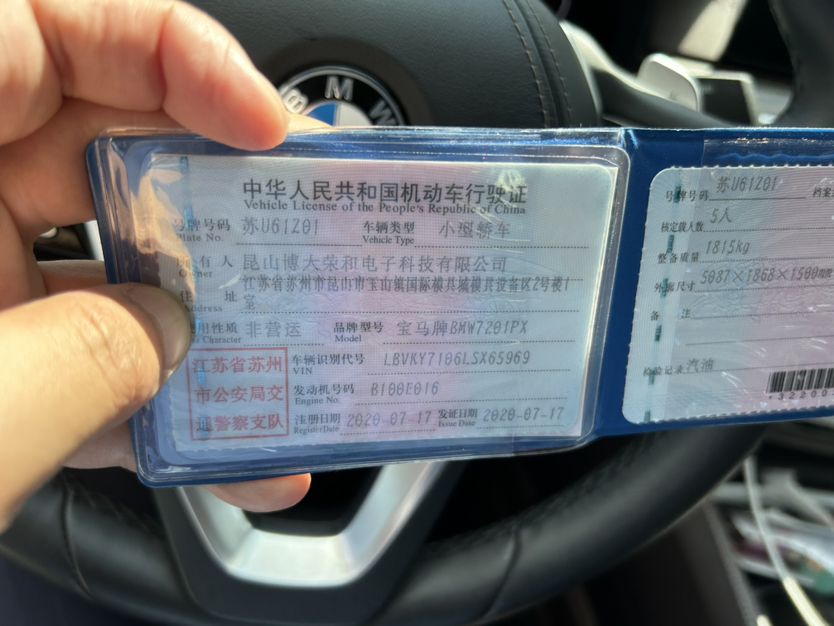 BMW
中华人民共和国机动车行驶证
Vehicle License of the People's Republic of China
号牌号码 苏U61Z01 车辆类型 小型轿车
Plate No. Vehicle Type
有 人 昆山博大荣和电子科技有限公司
Owner
住 址 江苏省苏州市昆山市玉山镇国际模具城模具设备区2号楼1
Address 室
使用性质 非营运 品牌型号 宝马牌BMW7201PX
Character Model
江苏省苏州
市公安局交
通警察支队
车辆识别代号 LBVKY7106LSX65969
VIN
发动机号码 B100E016
Engine No.
注册日期 2020-07-17 发证日期 2020-07-17
Register Date Issue Date
号牌号码 苏U61Z01 档案
核定载人数 5人
整备质量 1815kg
外廓尺寸 5087×1868×1500
备 注
检验记录 汽油